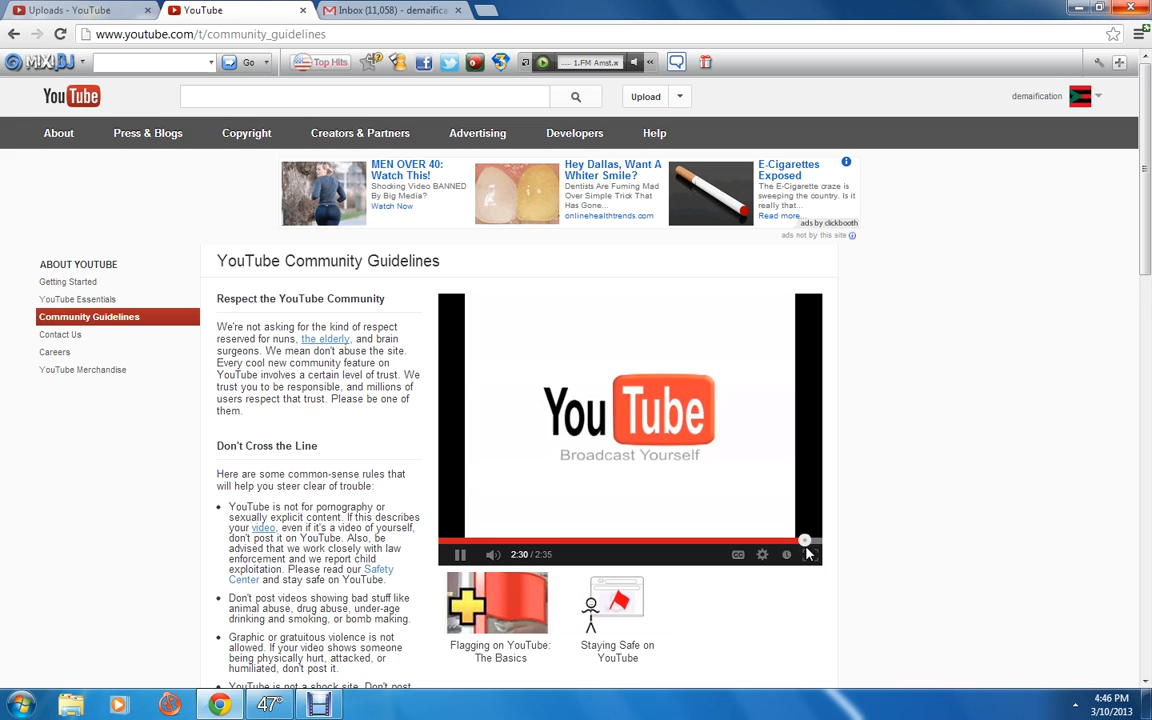 Uploads - YouTube
YouTube
Inbox (11,058) - demaifica
www.youtube.com/t/community_guidelines
MIXIDJ
Go
Top Hits
.... 1.FM Amst.w
YouTube
Upload
demaification
About
Press & Blogs
Copyright
Creators & Partners
Advertising
Developers
Help
MEN OVER 40:
Watch This!
Shocking Video BANNED
By Big Media?
Watch Now
Hey Dallas, Want A
Whiter Smile?
Dentists Are Fuming Mad
Over Simple Trick That
Has Gone...
onlinehealthtrends.com
E-Cigarettes
Exposed
The E-Cigarette craze is
sweeping the country. Is it
really that...
Read more...
ads by clickbooth
ads not by this site
ABOUT YOUTUBE
Getting Started
YouTube Essentials
Community Guidelines
Contact Us
Careers
YouTube Merchandise
YouTube Community Guidelines
Respect the YouTube Community
We're not asking for the kind of respect
reserved for nuns, the elderly, and brain
surgeons. We mean don't abuse the site.
Every cool new community feature on
YouTube involves a certain level of trust. We
trust you to be responsible, and millions of
users respect that trust. Please be one of
them.
Don't Cross the Line
Here are some common-sense rules that
will help you steer clear of trouble:
YouTube is not for pornography or
sexually explicit content. If this describes
your video, even if it's a video of yourself,
don't post it on YouTube. Also, be
advised that we work closely with law
enforcement and we report child
exploitation. Please read our Safety
Center and stay safe on YouTube.
Don't post videos showing bad stuff like
animal abuse, drug abuse, under-age
drinking and smoking, or bomb making.
Graphic or gratuitous violence is not
allowed. If your video shows someone
being physically hurt, attacked, or
humiliated, don't post it.
YouTube is not a shock site. Don't post
YouTube
Broadcast Yourself
2:30 / 2:35
CC
Flagging on YouTube:
The Basics
Staying Safe on
YouTube
47°
4:46 PM
3/10/2013